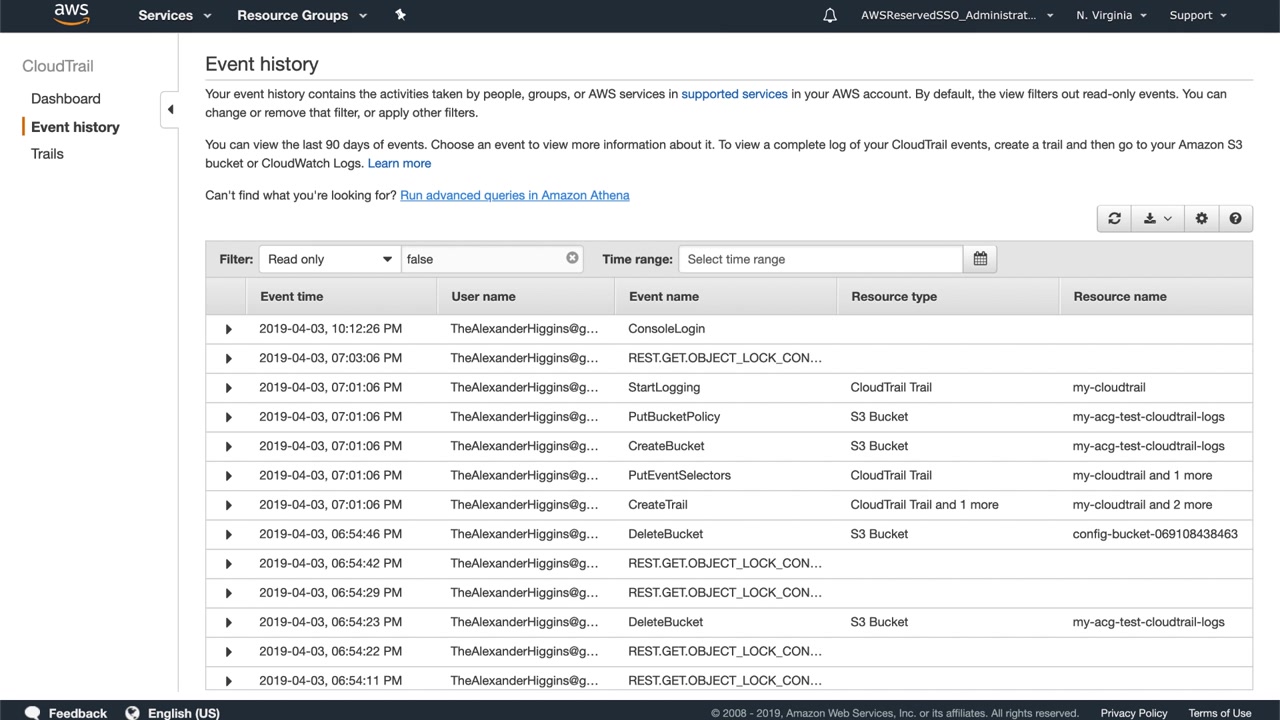 aws Services Resource Groups AWSReservedSSO_Administrat... N. Virginia Support
CloudTrail
Dashboard
Event history
Trails
Event history
Your event history contains the activities taken by people, groups, or AWS services in supported services in your AWS account. By default, the view filters out read-only events. You can
change or remove that filter, or apply other filters.
You can view the last 90 days of events. Choose an event to view more information about it. To view a complete log of your CloudTrail events, create a trail and then go to your Amazon S3
bucket or CloudWatch Logs. Learn more
Can't find what you're looking for? Run advanced queries in Amazon Athena
Filter: Read only false Time range: Select time range
Event time User name Event name Resource type Resource name
2019-04-03, 10:12:26 PM TheAlexanderHiggins@g... ConsoleLogin
2019-04-03, 07:03:06 PM TheAlexanderHiggins@g... REST.GET.OBJECT_LOCK_CON...
2019-04-03, 07:01:06 PM TheAlexanderHiggins@g... StartLogging CloudTrail Trail my-cloudtrail
2019-04-03, 07:01:06 PM TheAlexanderHiggins@g... PutBucketPolicy S3 Bucket my-acg-test-cloudtrail-logs
2019-04-03, 07:01:06 PM TheAlexanderHiggins@g... CreateBucket S3 Bucket my-acg-test-cloudtrail-logs
2019-04-03, 07:01:06 PM TheAlexanderHiggins@g... PutEventSelectors CloudTrail Trail my-cloudtrail and 1 more
2019-04-03, 07:01:06 PM TheAlexanderHiggins@g... CreateTrail CloudTrail Trail and 1 more my-cloudtrail and 2 more
2019-04-03, 06:54:46 PM TheAlexanderHiggins@g... DeleteBucket S3 Bucket config-bucket-069108438463
2019-04-03, 06:54:42 PM TheAlexanderHiggins@g... REST.GET.OBJECT_LOCK_CON...
2019-04-03, 06:54:29 PM TheAlexanderHiggins@g... REST.GET.OBJECT_LOCK_CON...
2019-04-03, 06:54:23 PM TheAlexanderHiggins@g... DeleteBucket S3 Bucket my-acg-test-cloudtrail-logs
2019-04-03, 06:54:22 PM TheAlexanderHiggins@g... REST.GET.OBJECT_LOCK_CON...
2019-04-03, 06:54:11 PM TheAlexanderHiggins@g... REST.GET.OBJECT_LOCK_CON...
Feedback English (US) © 2008 - 2019, Amazon Web Services, Inc. or its affiliates. All rights reserved. Privacy Policy Terms of Use